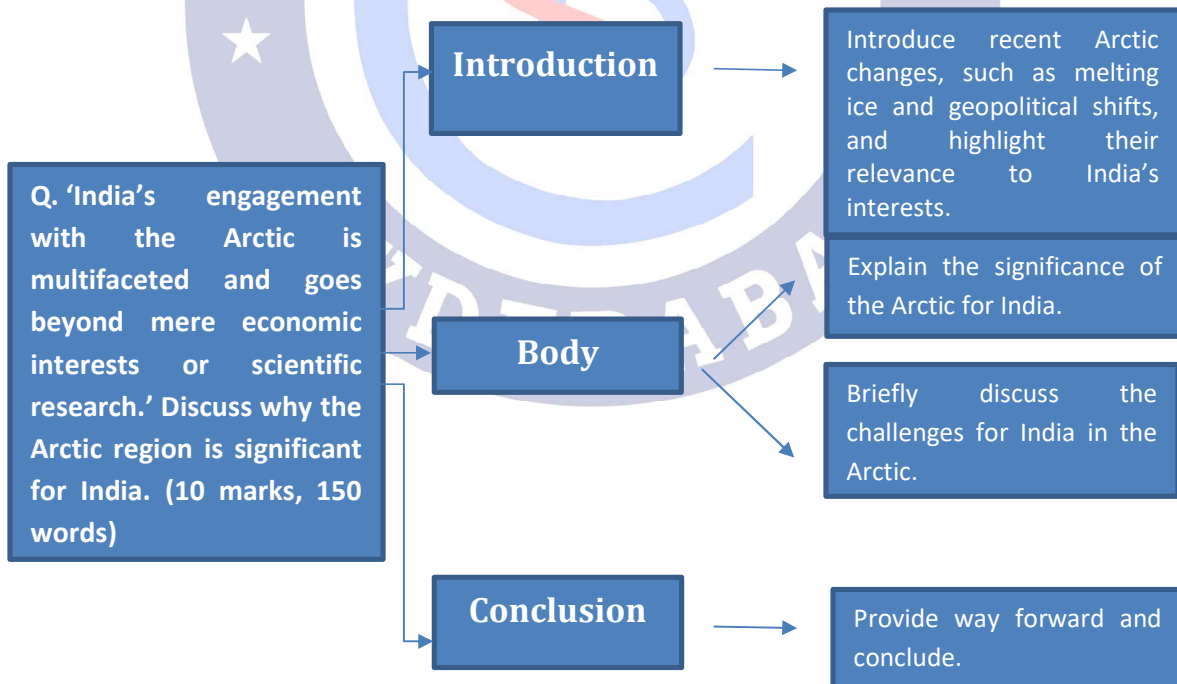 Q. ‘India’s engagement
with the Arctic is
multifaceted and goes
beyond mere economic
interests or scientific
research.’ Discuss why the
Arctic region is significant
for India. (10 marks, 150
words)
Introduction
Introduce recent Arctic
changes, such as melting
ice and geopolitical shifts,
and highlight their
relevance to India’s
interests.
Body
Explain the significance of
the Arctic for India.
Briefly discuss the
challenges for India in the
Arctic.
Conclusion
Provide way forward and
conclude.